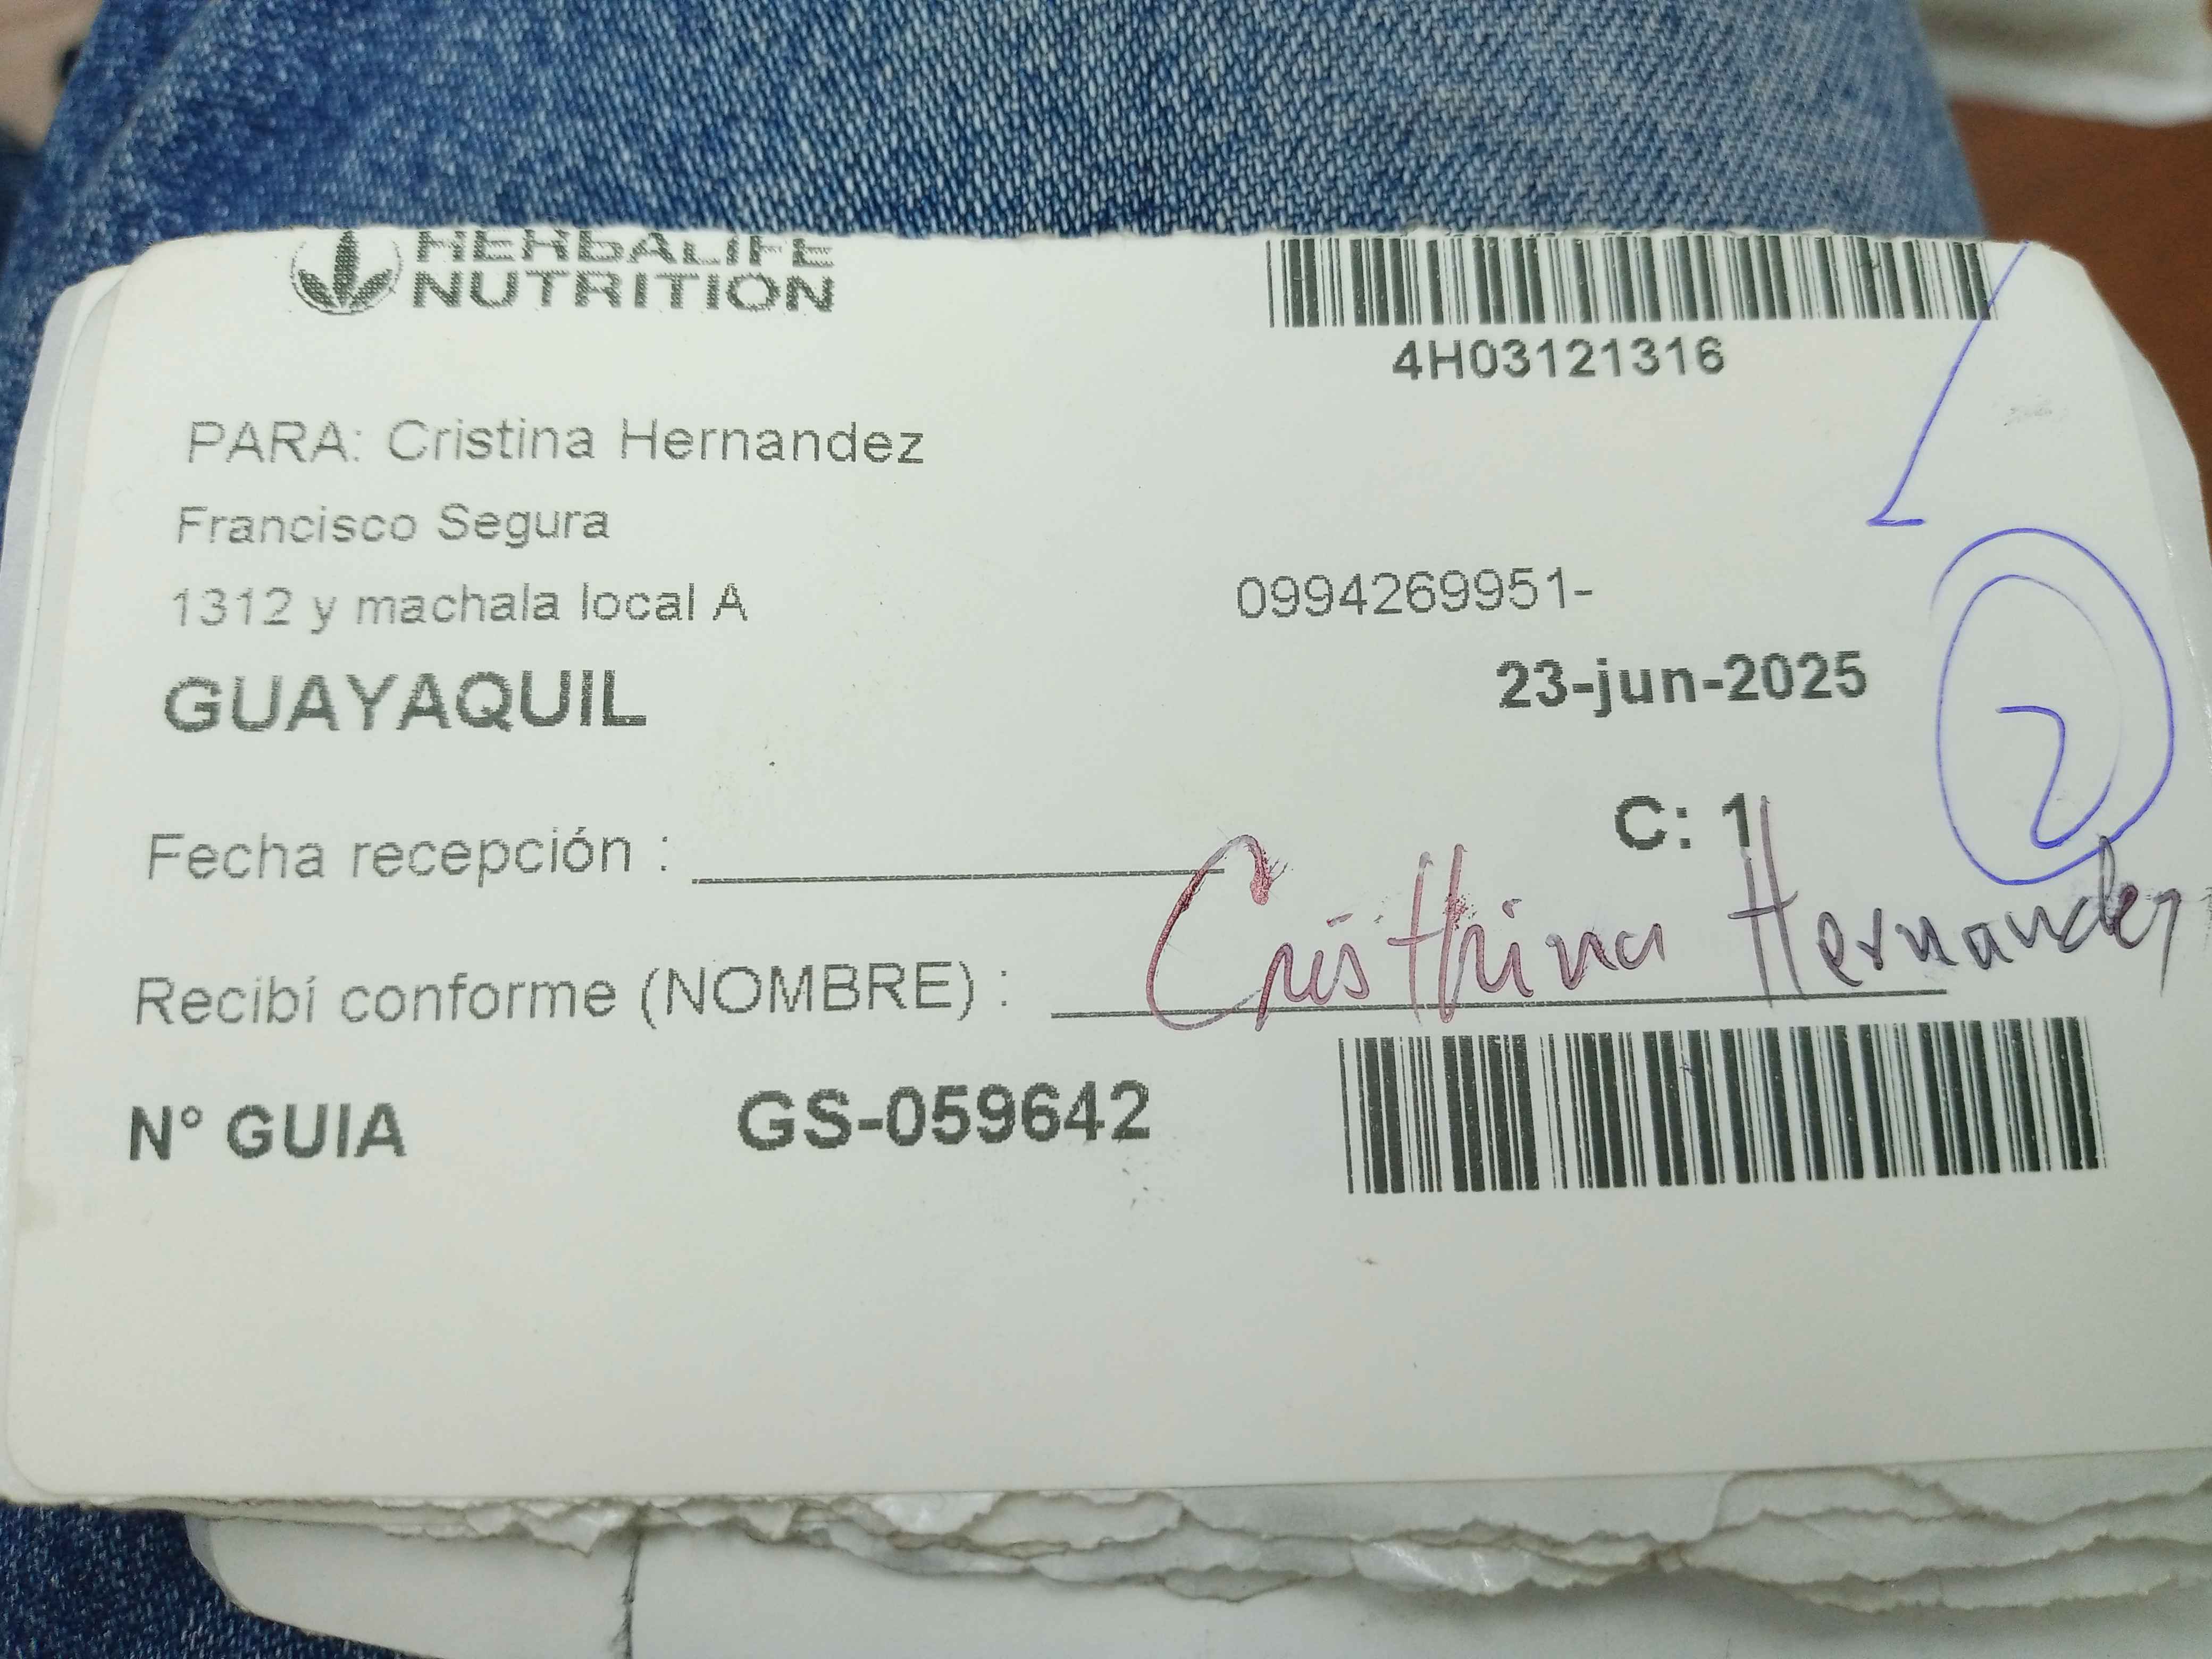 HERBALIFE
NUTRITION
4H03121316
PARA: Cristina Hernandez
Francisco Segura
1312 y machala local A
0994269951-
GUAYAQUIL
23-jun-2025
2
C: 1
Fecha recepción :
Recibí conforme (NOMBRE) : Cristhina Hernandez
N° GUIA GS-059642